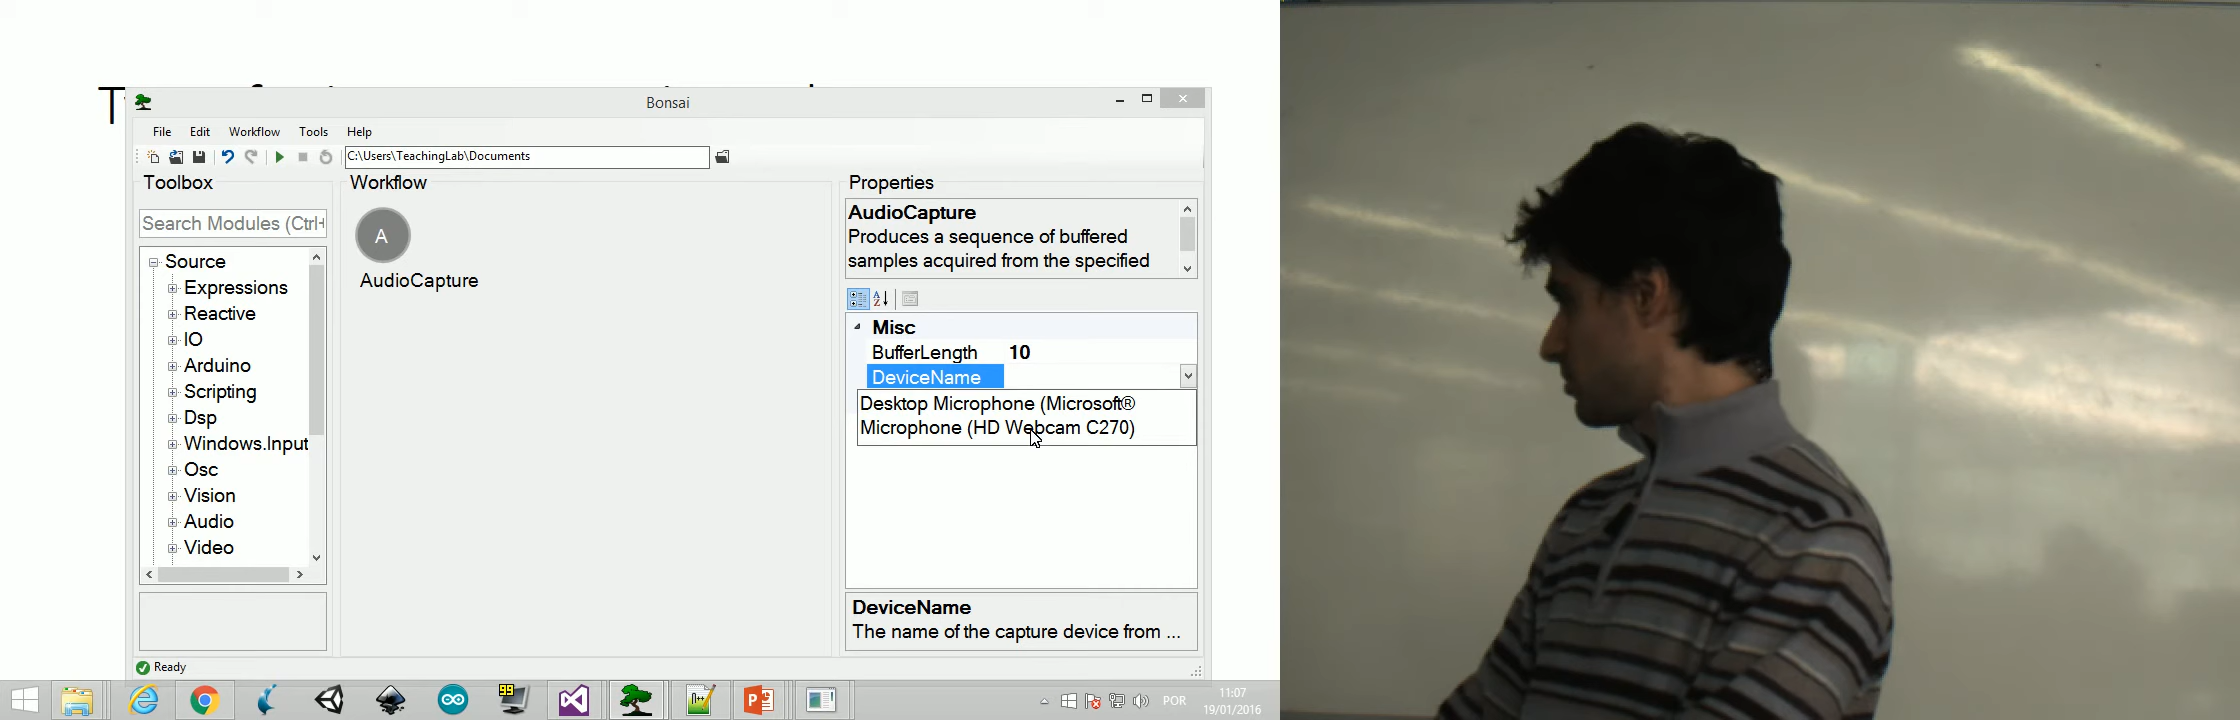 T
Bonsai
File Edit Workflow Tools Help
C:\Users\TeachingLab\Documents
Toolbox
Workflow
Properties
Search Modules (Ctrl+
Source
Expressions
Reactive
IO
Arduino
Scripting
Dsp
Windows.Input
Osc
Vision
Audio
Video
A
AudioCapture
AudioCapture
Produces a sequence of buffered
samples acquired from the specified
Misc
BufferLength 10
DeviceName
Desktop Microphone (Microsoft®
Microphone (HD Webcam C270)
DeviceName
The name of the capture device from ...
Ready
99
POR
11:07
19/01/2016